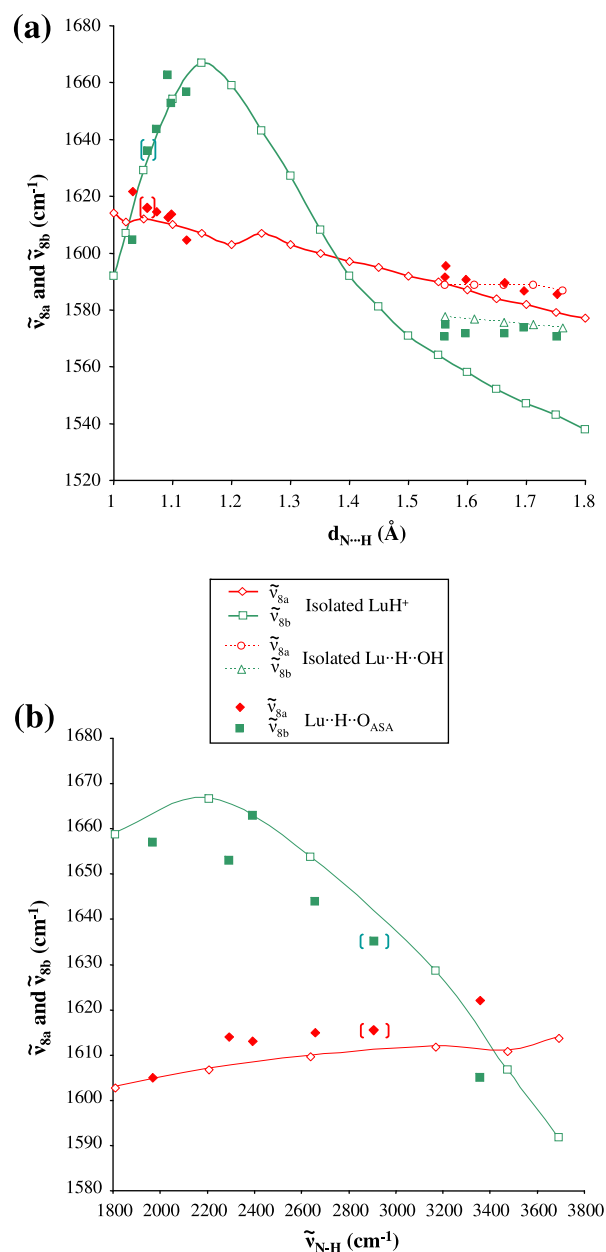 (a)
1680
1660
1640
1620
1600
1580
1560
1540
1520
ν̃8a and ν̃8b (cm-1)
1 1.1 1.2 1.3 1.4 1.5 1.6 1.7 1.8
dN···H (Å)
ν̃8a
ν̃8b
Isolated LuH+
ν̃8a
ν̃8b
Isolated Lu··H··OH
ν̃8a
ν̃8b
Lu··H··OASA
(b)
1680
1670
1660
1650
1640
1630
1620
1610
1600
1590
1580
ν̃8a and ν̃8b (cm-1)
1800 2000 2200 2400 2600 2800 3000 3200 3400 3600 3800
ν̃N-H (cm-1)